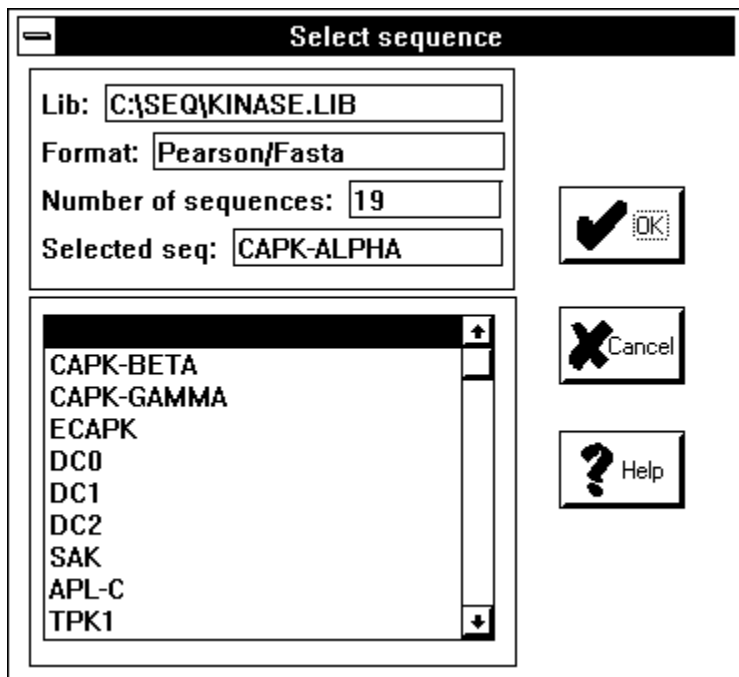 Select sequence
Lib: C:\SEQ\KINASE.LIB
Format: Pearson/Fasta
Number of sequences: 19
Selected seq: CAPK-ALPHA
OK
CAPK-BETA
CAPK-GAMMA
ECAPK
DC0
DC1
DC2
SAK
APL-C
TPK1
Cancel
Help